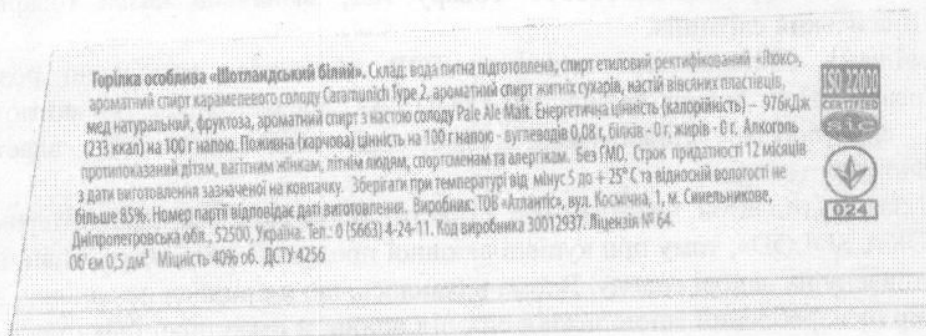 Горілка особлива «Шотландський білий». Склад: вода питна підготовлена, спирт етиловий ректифікований «Люкс»,
ароматний спирт карамелевого солоду Caramunich Type 2, ароматний спирт житніх сухарів, настій вівсяних пластівців,
мед натуральний, фруктоза, ароматний спирт з настою солоду Pale Ale Malt. Енергетична цінність (калорійність) – 976кДж
(233 ккал) на 100 г напою. Поживна (харчова) цінність на 100 г напою - вуглеводів 0,08 г, білків - 0 г, жирів - 0 г. Алкоголь
протипоказаний дітям, вагітним жінкам, літнім людям, спортсменам та алергікам. Без ГМО. Строк придатності 12 місяців
з дати виготовлення зазначеної на ковпачку. Зберігати при температурі від мінус 5 до + 25° С та відносній вологості не
більше 85%. Номер партії відповідає даті виготовлення. Виробник: ТОВ «Атлантіс», вул. Космічна, 1, м. Синельникове,
Дніпропетровська обл., 52500, Україна. Тел.: 0 (5663) 4-24-11. Код виробника 30012937. Ліцензія № 64.
Об'єм 0,5 дм³ Міцність 40% об. ДСТУ 4256
ISO 22000
CERTIFIED
sic
024